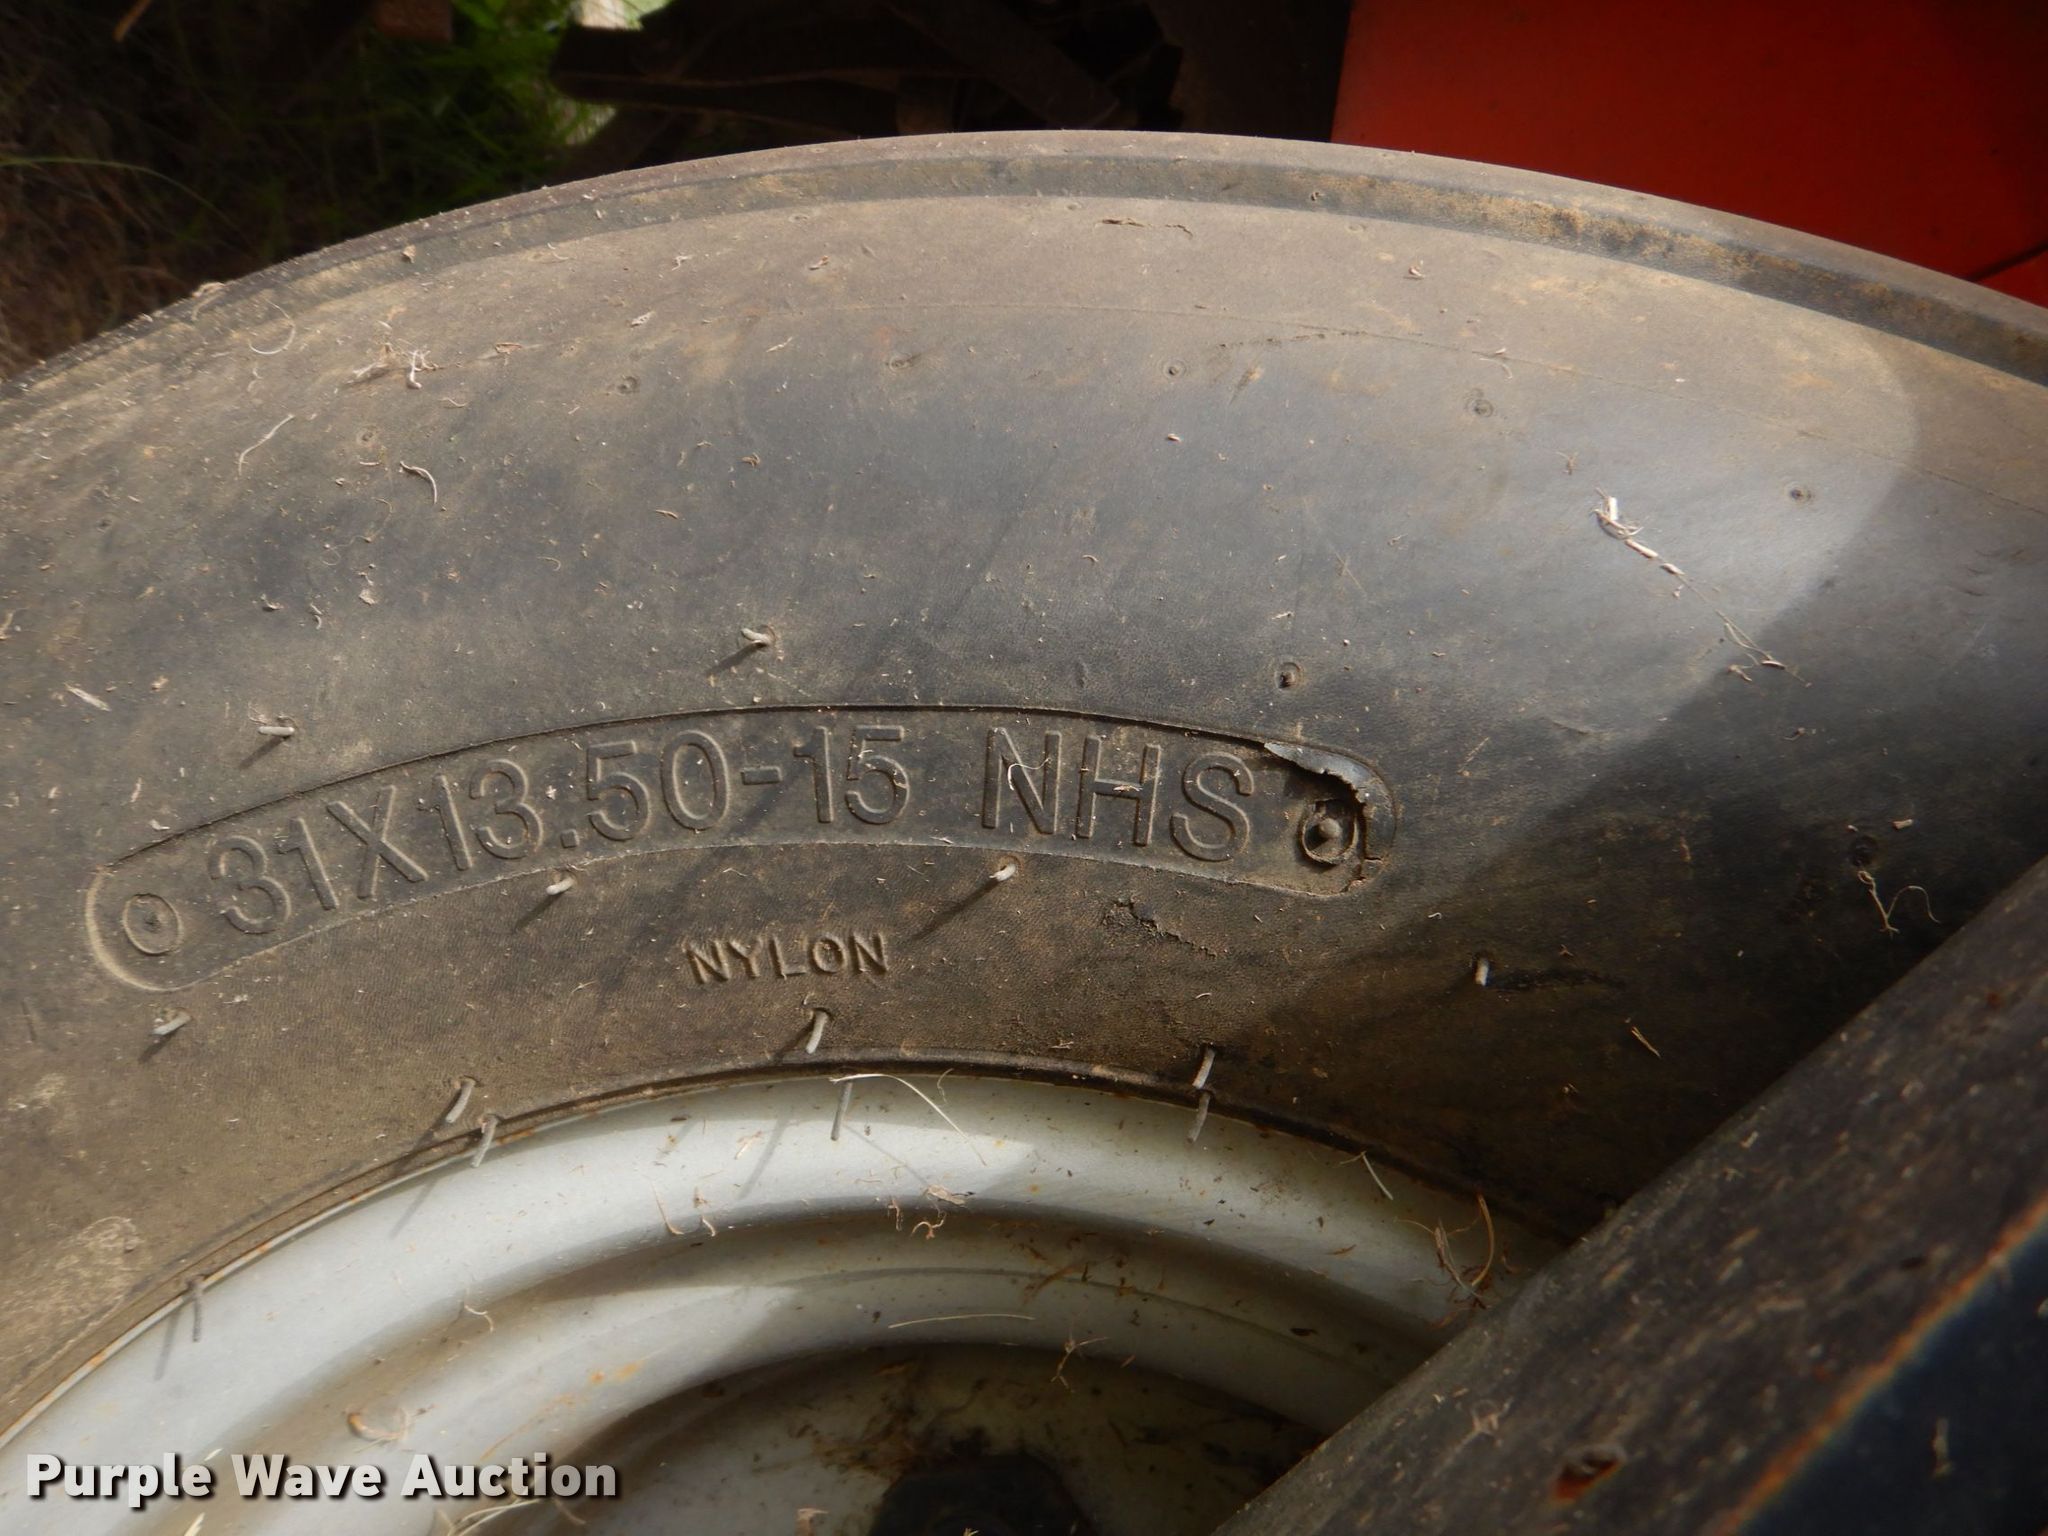 31X13.50-15 NHS
NYLON
Purple Wave Auction